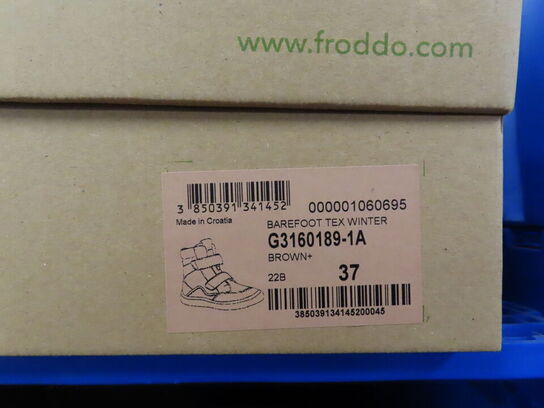 www.froddo.com
3 850391 341452
000001060695
Made in Croatia
BAREFOOT TEX WINTER
G3160189-1A
BROWN+
22B 37
385039134145200045